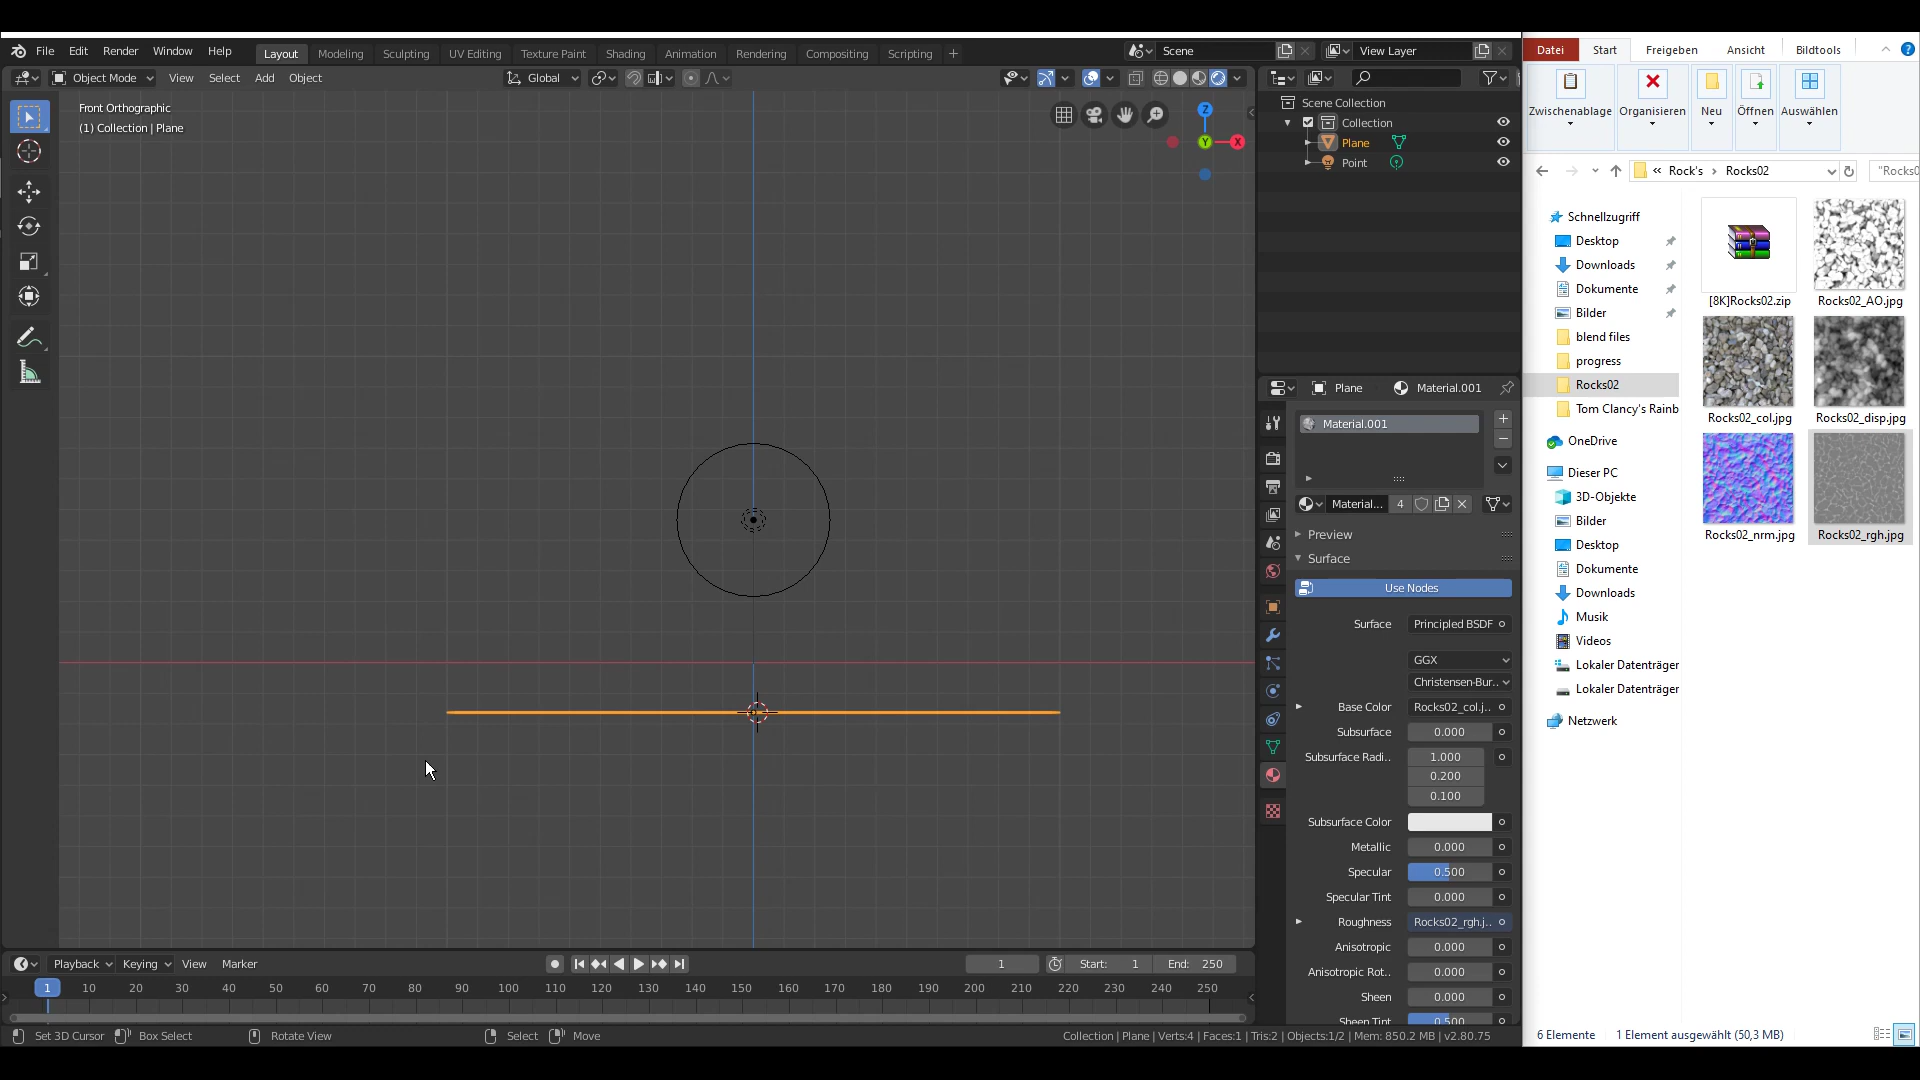 File Edit Render Window Help
Layout Modeling Sculpting UV Editing Texture Paint Shading Animation Rendering Compositing Scripting +
Scene
View Layer
Object Mode View Select Add Object
Global
Front Orthographic
(1) Collection | Plane
Z
Y
X
Scene Collection
Collection
Plane
Point
Plane Material.001
Material.001
Material... 4
Preview
Surface
Use Nodes
Surface Principled BSDF
GGX
Christensen-Bur..
Base Color Rocks02_col.j..
Subsurface 0.000
Subsurface Radi.. 1.000
0.200
0.100
Subsurface Color
Metallic 0.000
Specular 0.500
Specular Tint 0.000
Roughness Rocks02_rgh.j..
Anisotropic 0.000
Anisotropic Rot.. 0.000
Sheen 0.000
Sheen Tint 0.500
Playback Keying View Marker
1 Start: 1 End: 250
1 10 20 30 40 50 60 70 80 90 100 110 120 130 140 150 160 170 180 190 200 210 220 230 240 250
Set 3D Cursor Box Select Rotate View Select Move
Collection | Plane | Verts:4 | Faces:1 | Tris:2 | Objects:1/2 | Mem: 850.2 MB | v2.80.75
Datei Start Freigeben Ansicht Bildtools ?
Zwischenablage Organisieren Neu Öffnen Auswählen
« Rock's › Rocks02
"Rocks0
Schnellzugriff
Desktop
Downloads
Dokumente
Bilder
blend files
progress
Rocks02
Tom Clancy's Rainb
OneDrive
Dieser PC
3D-Objekte
Bilder
Desktop
Dokumente
Downloads
Musik
Videos
Lokaler Datenträger
Lokaler Datenträger
Netzwerk
[8K]Rocks02.zip
Rocks02_AO.jpg
Rocks02_col.jpg
Rocks02_disp.jpg
Rocks02_nrm.jpg
Rocks02_rgh.jpg
6 Elemente 1 Element ausgewählt (50,3 MB)